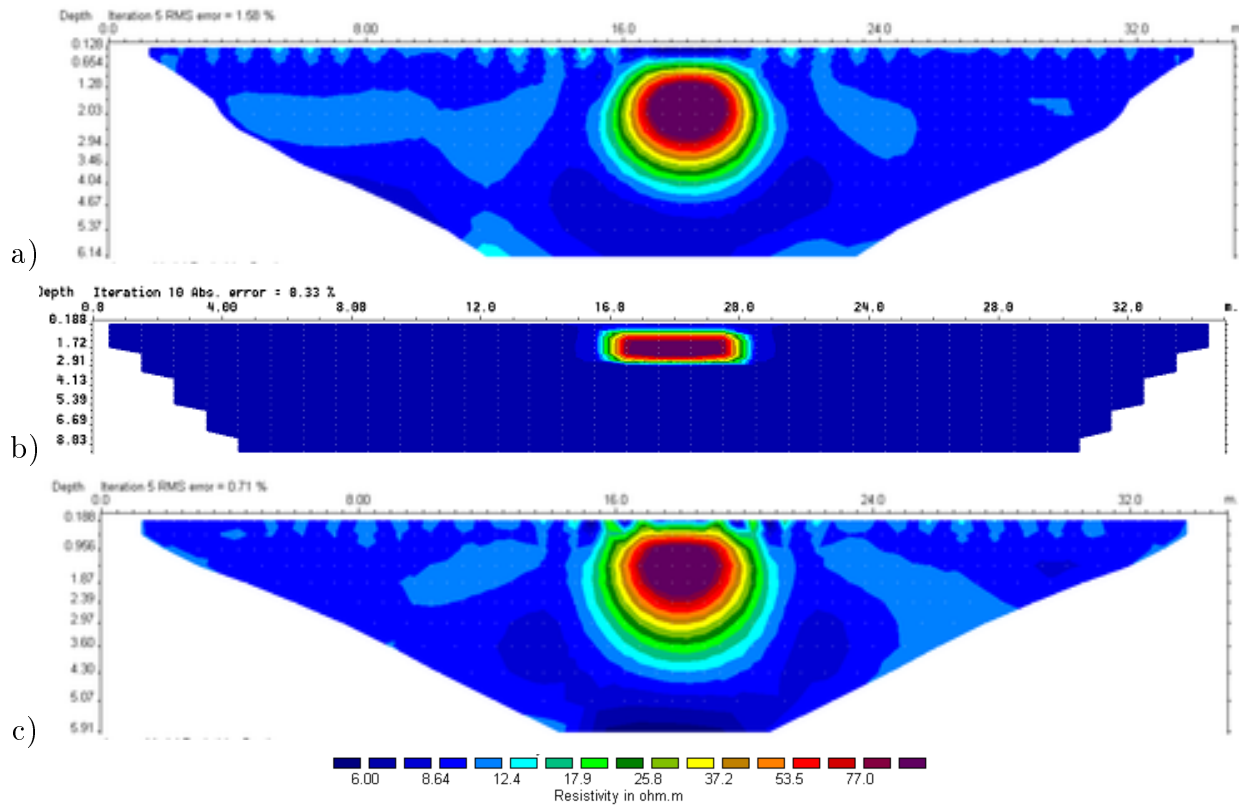 Depth Iteration 5 RMS error = 1.58 %
0.0 8.00 16.0 24.0 32.0 m.
0.128
0.654
1.28
2.03
2.94
3.46
4.04
4.67
5.37
6.14
a)
Depth Iteration 10 Abs. error = 8.33 %
0.0 4.00 8.00 12.0 16.0 20.0 24.0 28.0 32.0 m.
0.188
1.72
2.91
4.13
5.39
6.69
8.03
b)
Depth Iteration 5 RMS error = 0.71 %
0.0 8.00 16.0 24.0 32.0 m.
0.188
0.956
1.87
2.39
2.97
3.60
4.30
5.07
5.91
c)
6.00 8.64 12.4 17.9 25.8 37.2 53.5 77.0
Resistivity in ohm.m